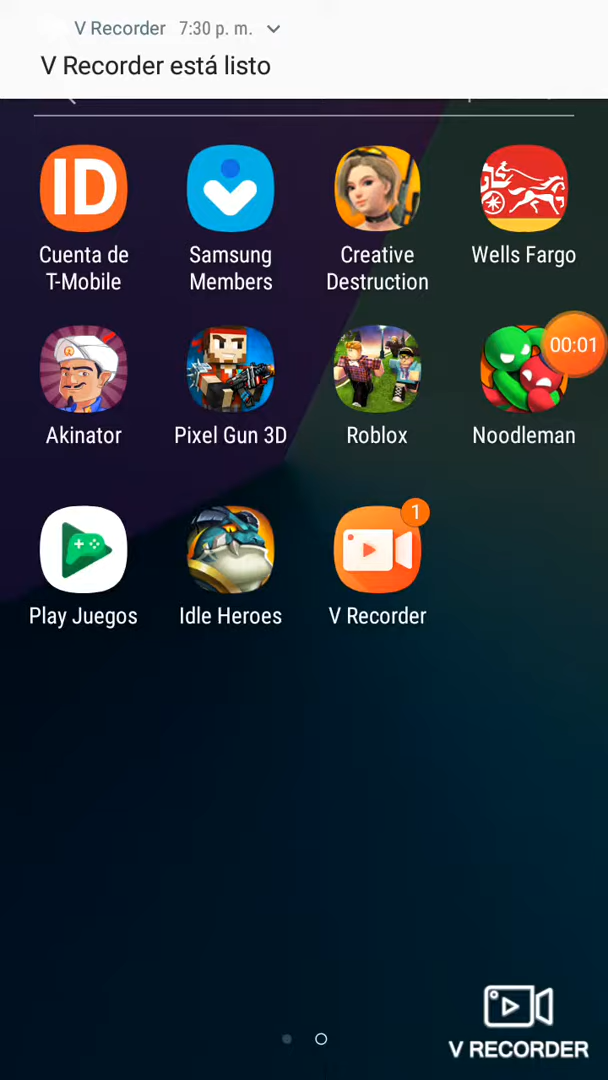 V Recorder 7:30 p. m.
V Recorder está listo
ID
Cuenta de
T-Mobile
Samsung
Members
Creative
Destruction
Wells Fargo
00:01
Akinator
Pixel Gun 3D
Roblox
Noodleman
1
Play Juegos
Idle Heroes
V Recorder
V RECORDER